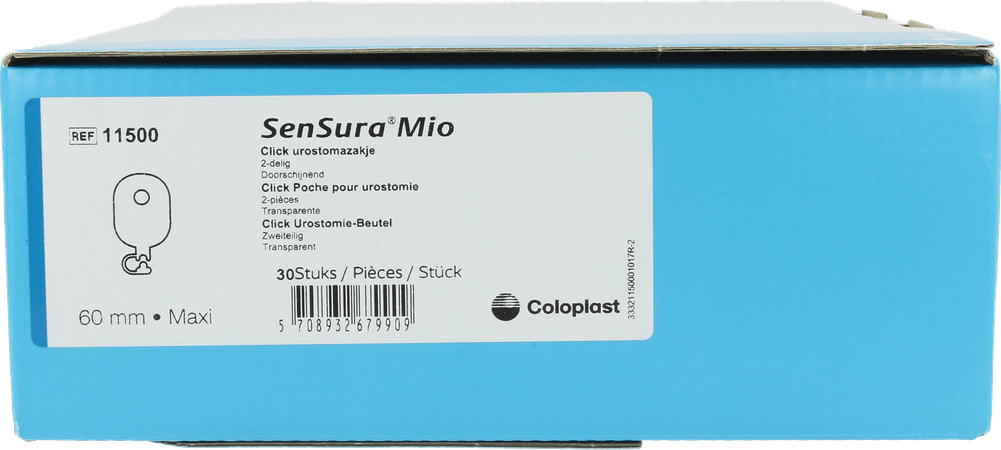 REF 11500
SenSura® Mio
Click urostomazakje
2-delig
Doorschijnend
Click Poche pour urostomie
2-pièces
Transparente
Click Urostomie-Beutel
Zweiteilig
Transparent
30Stuks / Pièces / Stück
5 708932 679909
60 mm • Maxi
Coloplast
33321150001017R-2